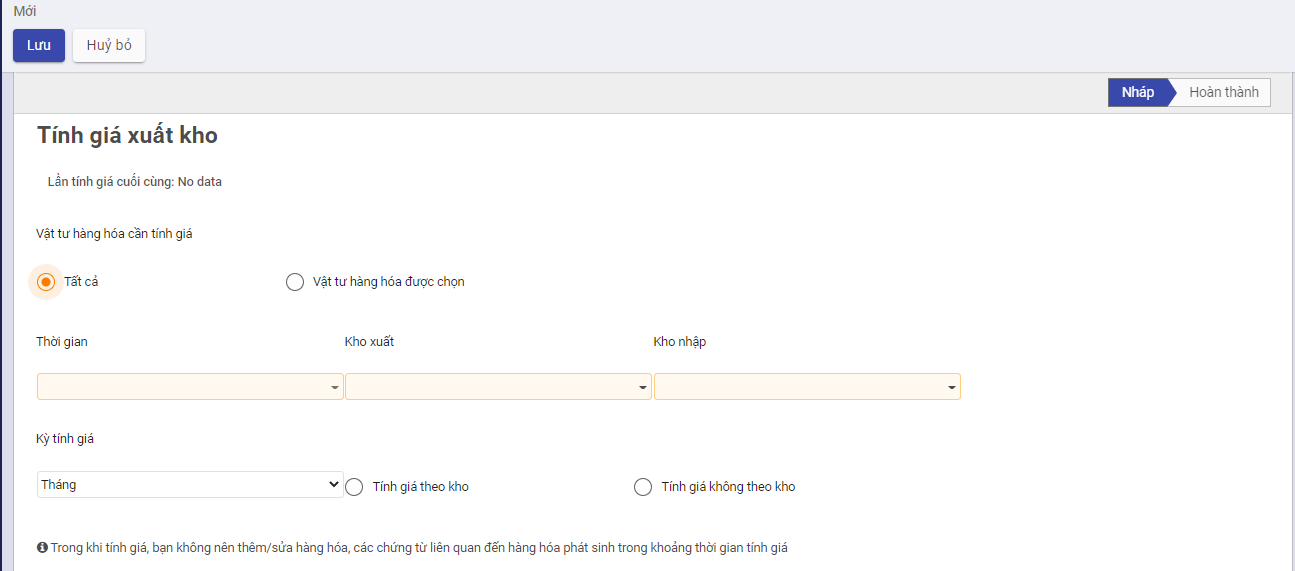 Mới
Lưu Huỷ bỏ
Nháp Hoàn thành
Tính giá xuất kho
Lần tính giá cuối cùng: No data
Vật tư hàng hóa cần tính giá
Tất cả Vật tư hàng hóa được chọn
Thời gian Kho xuất Kho nhập
Kỳ tính giá
Tháng Tính giá theo kho Tính giá không theo kho
Trong khi tính giá, bạn không nên thêm/sửa hàng hóa, các chứng từ liên quan đến hàng hóa phát sinh trong khoảng thời gian tính giá